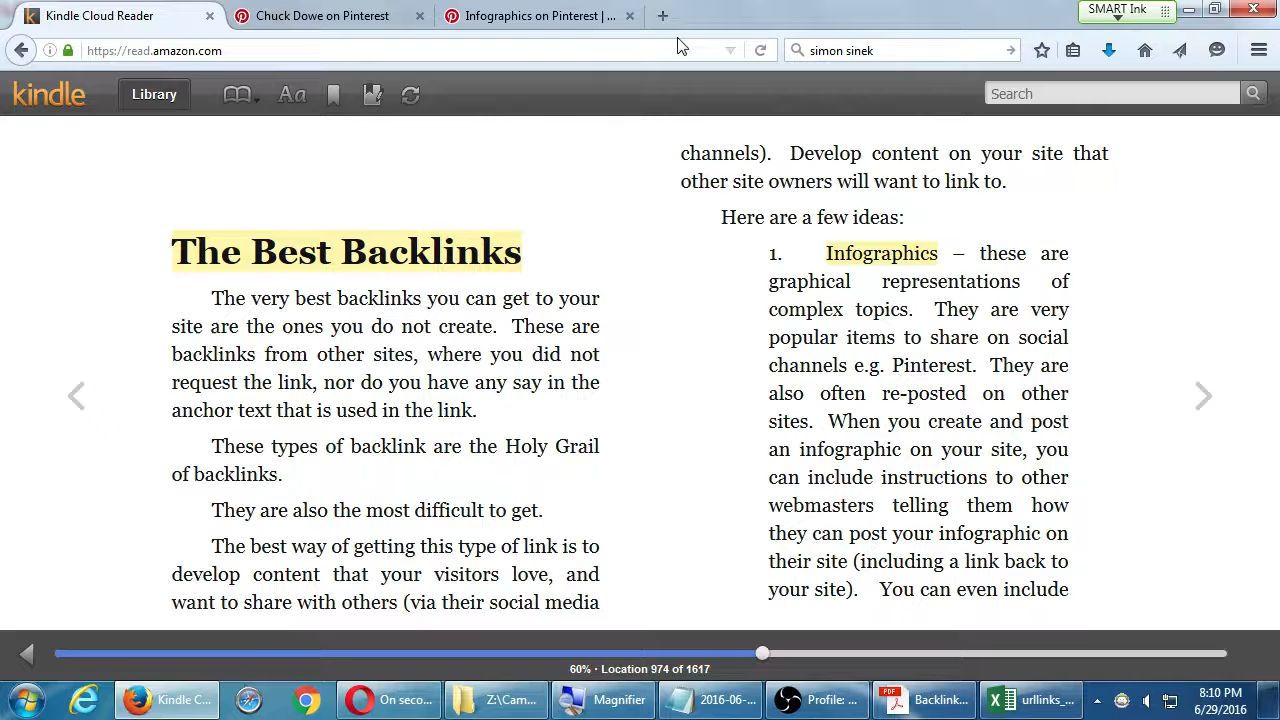 Kindle Cloud Reader
Chuck Dowe on Pinterest
Infographics on Pinterest | ...
SMART Ink
https://read.amazon.com
simon sinek
kindle
Library
Aa
Search
The Best Backlinks
The very best backlinks you can get to your
site are the ones you do not create. These are
backlinks from other sites, where you did not
request the link, nor do you have any say in the
anchor text that is used in the link.
These types of backlink are the Holy Grail
of backlinks.
They are also the most difficult to get.
The best way of getting this type of link is to
develop content that your visitors love, and
want to share with others (via their social media
channels). Develop content on your site that
other site owners will want to link to.
Here are a few ideas:
1. Infographics – these are
graphical representations of
complex topics. They are very
popular items to share on social
channels e.g. Pinterest. They are
also often re-posted on other
sites. When you create and post
an infographic on your site, you
can include instructions to other
webmasters telling them how
they can post your infographic on
their site (including a link back to
your site). You can even include
60% • Location 974 of 1617
Kindle C...
On seco...
Z:\Cam...
Magnifier
2016-06-...
Profile: ...
PDF
Backlink...
urllinks_...
8:10 PM
6/29/2016